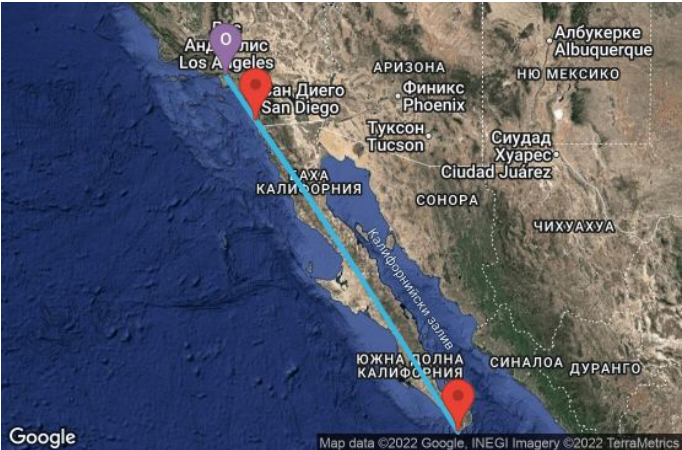 Лос
Анджелис
Los Angeles
O
Сан Диего
San Diego
АРИЗОНА
Финикс
Phoenix
Албукерке
Albuquerque
НЮ МЕКСИКО
Туксон
Tucson
Сиудад
Хуарес
Ciudad Juárez
БАХА
КАЛИФОРНИЯ
СОНОРА
ЧИХУАХУА
Калифорнийски залив
ЮЖНА ДОЛНА
КАЛИФОРНИЯ
СИНАЛОА
ДУРАНГО
Google
Map data ©2022 Google, INEGI Imagery ©2022 TerraMetrics